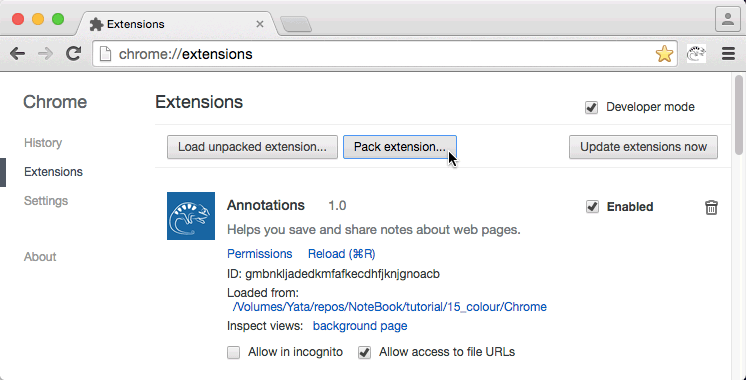 Extensions
chrome://extensions
Chrome
Extensions
Developer mode
History
Extensions
Settings
About
Load unpacked extension...
Pack extension...
Update extensions now
Annotations 1.0
Enabled
Helps you save and share notes about web pages.
Permissions Reload (⌘R)
ID: gmbnkljadedkmfafkecdhfjknjgnoacb
Loaded from:
/Volumes/Yata/repos/NoteBook/tutorial/15_colour/Chrome
Inspect views: background page
Allow in incognito
Allow access to file URLs